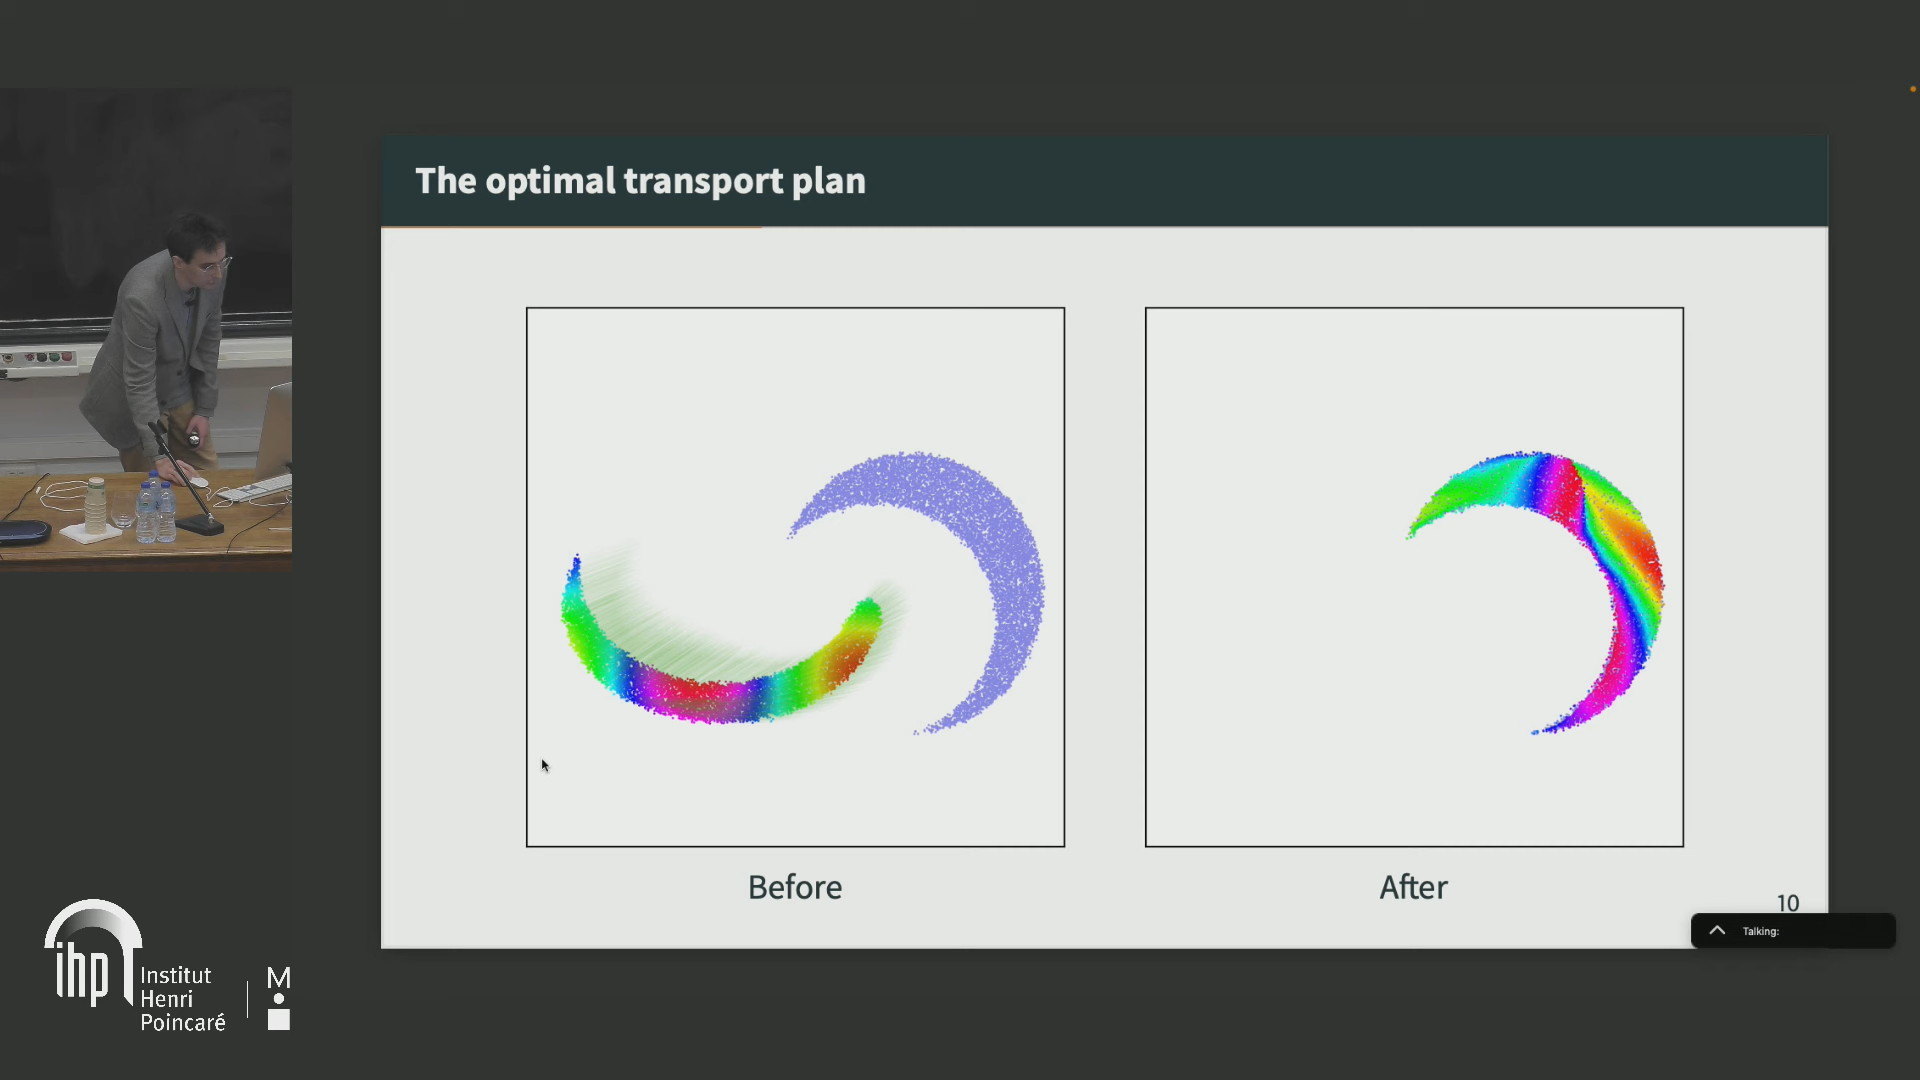 The optimal transport plan
Before
After
10
Talking:
ihp
Institut
Henri
Poincaré
M